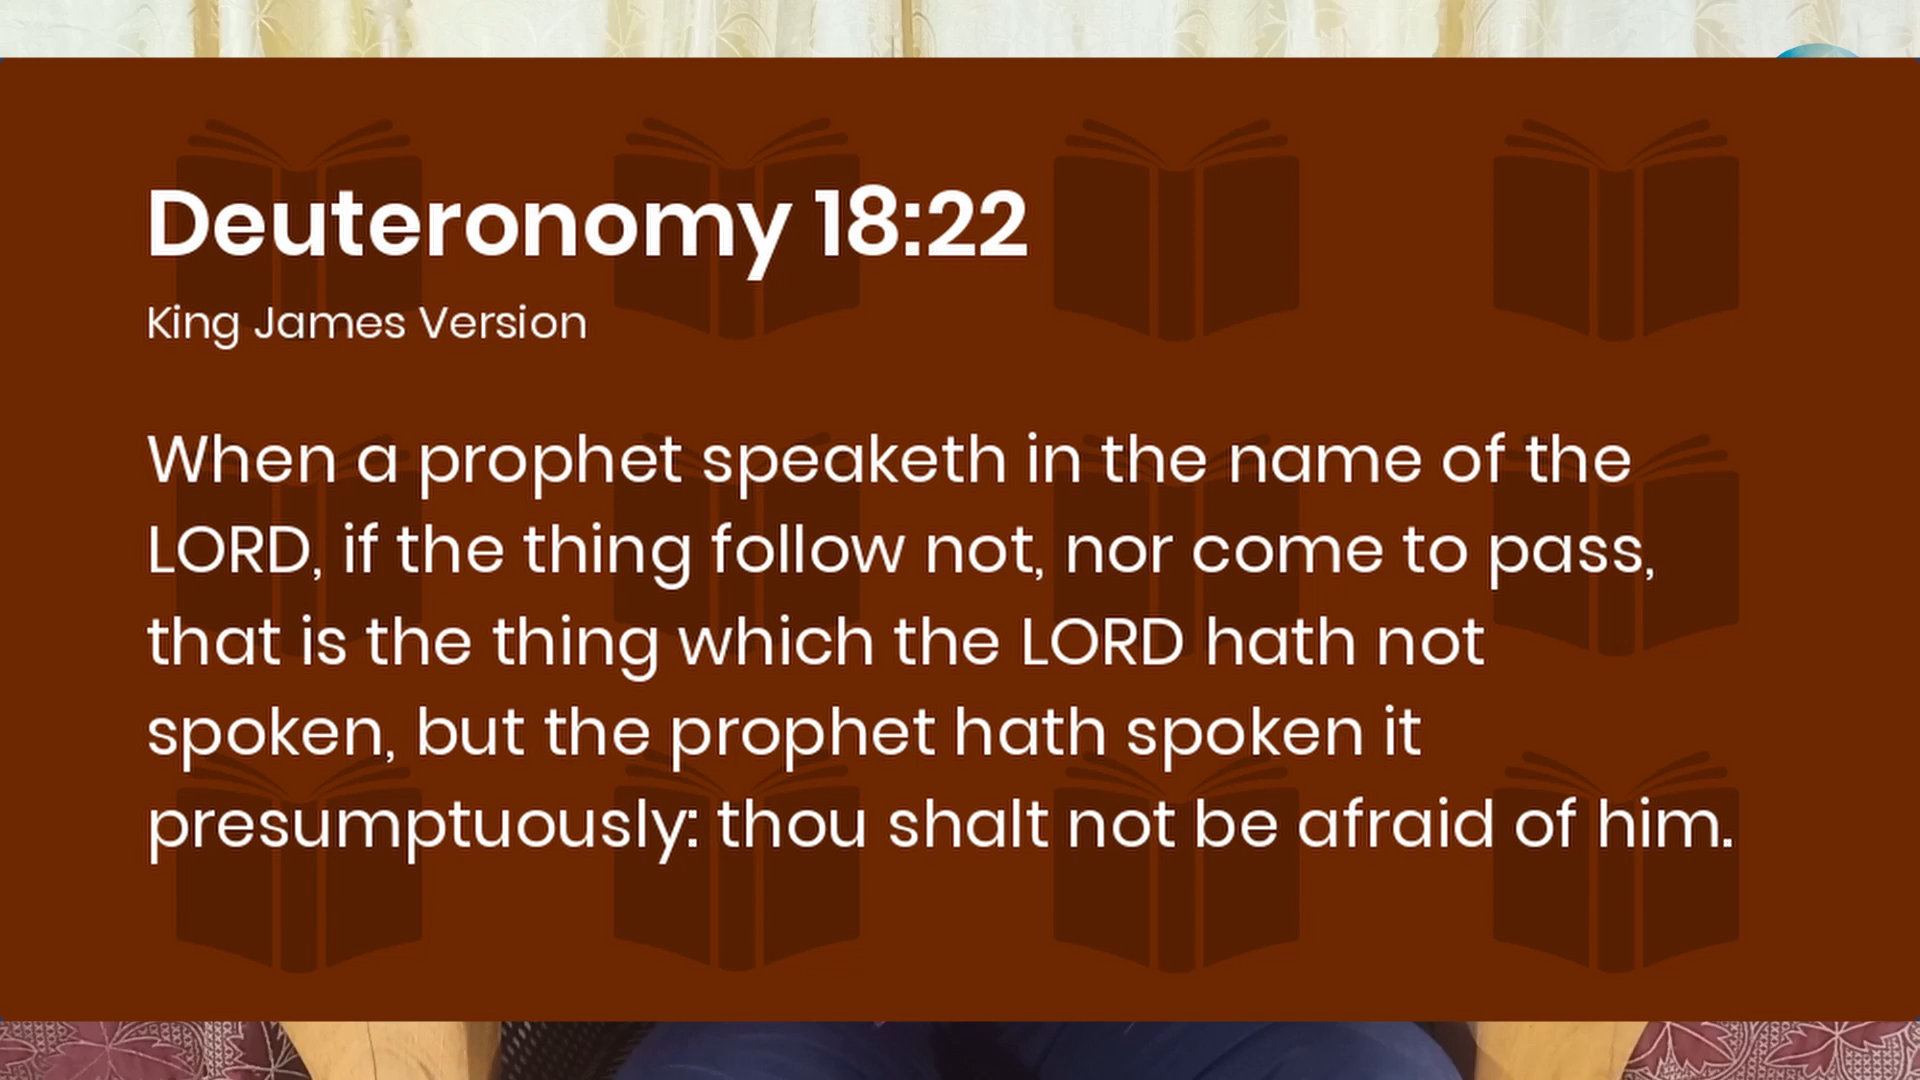 Deuteronomy 18:22
King James Version
When a prophet speaketh in the name of the
LORD, if the thing follow not, nor come to pass,
that is the thing which the LORD hath not
spoken, but the prophet hath spoken it
presumptuously: thou shalt not be afraid of him.